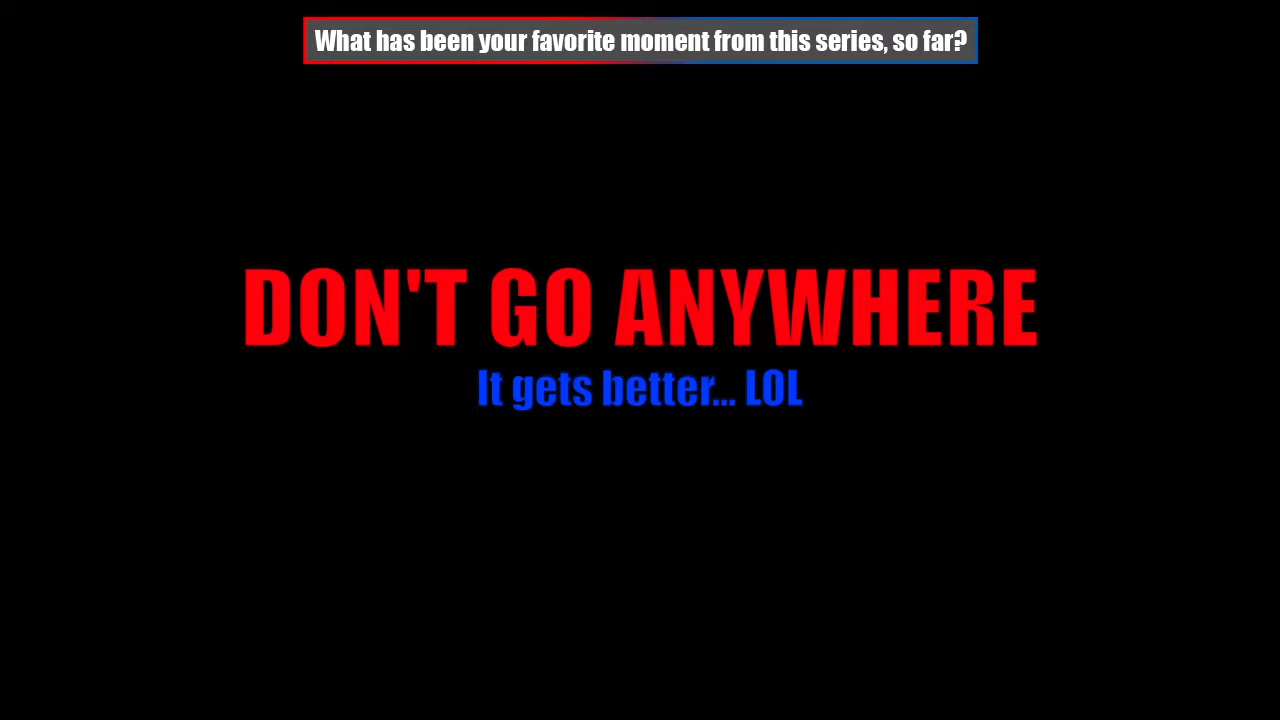 What has been your favorite moment from this series, so far?
DON'T GO ANYWHERE
It gets better... LOL